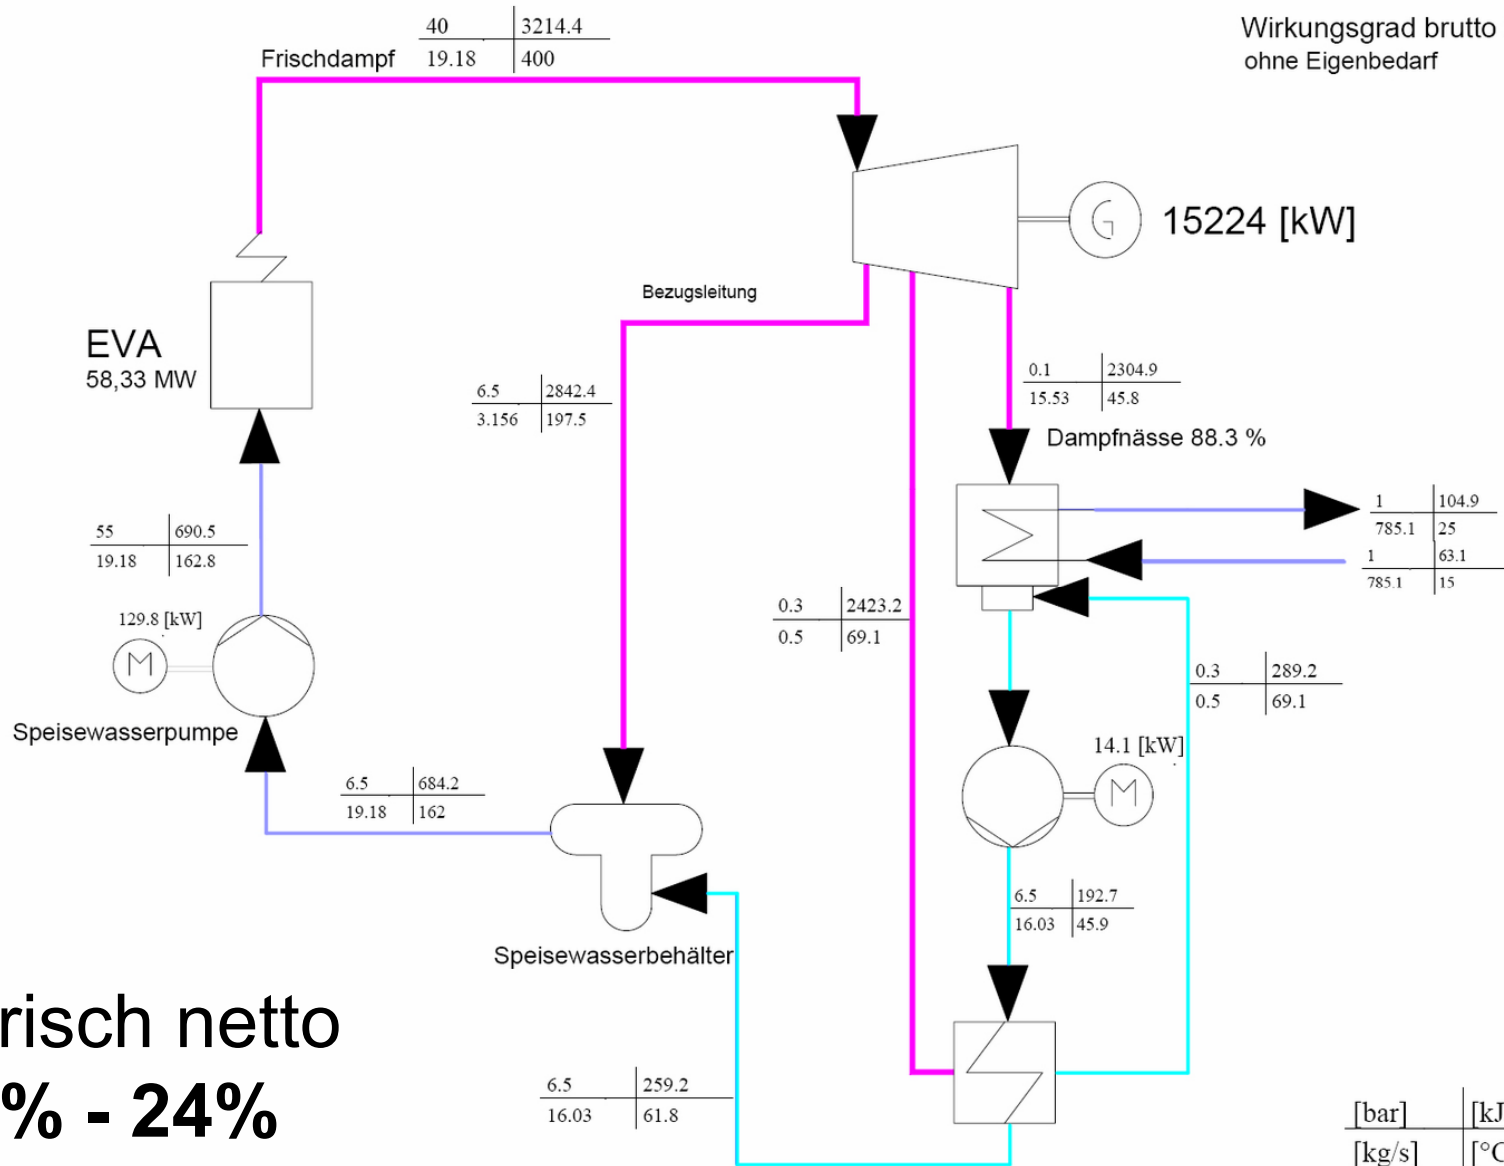 Wirkungsgrad brutto
ohne Eigenbedarf
40 3214.4
Frischdampf 19.18 400
G 15224 [kW]
Bezugsleitung
EVA
58,33 MW
6.5 2842.4
3.156 197.5
0.1 2304.9
15.53 45.8
Dampfnässe 88.3 %
1 104.9
785.1 25
1 63.1
785.1 15
55 690.5
19.18 162.8
129.8 [kW]
M
Speisewasserpumpe
0.3 2423.2
0.5 69.1
0.3 289.2
0.5 69.1
14.1 [kW]
M
6.5 684.2
19.18 162
6.5 192.7
16.03 45.9
Speisewasserbehälter
risch netto
% - 24%
6.5 259.2
16.03 61.8
[bar] [kJ
[kg/s] [°C